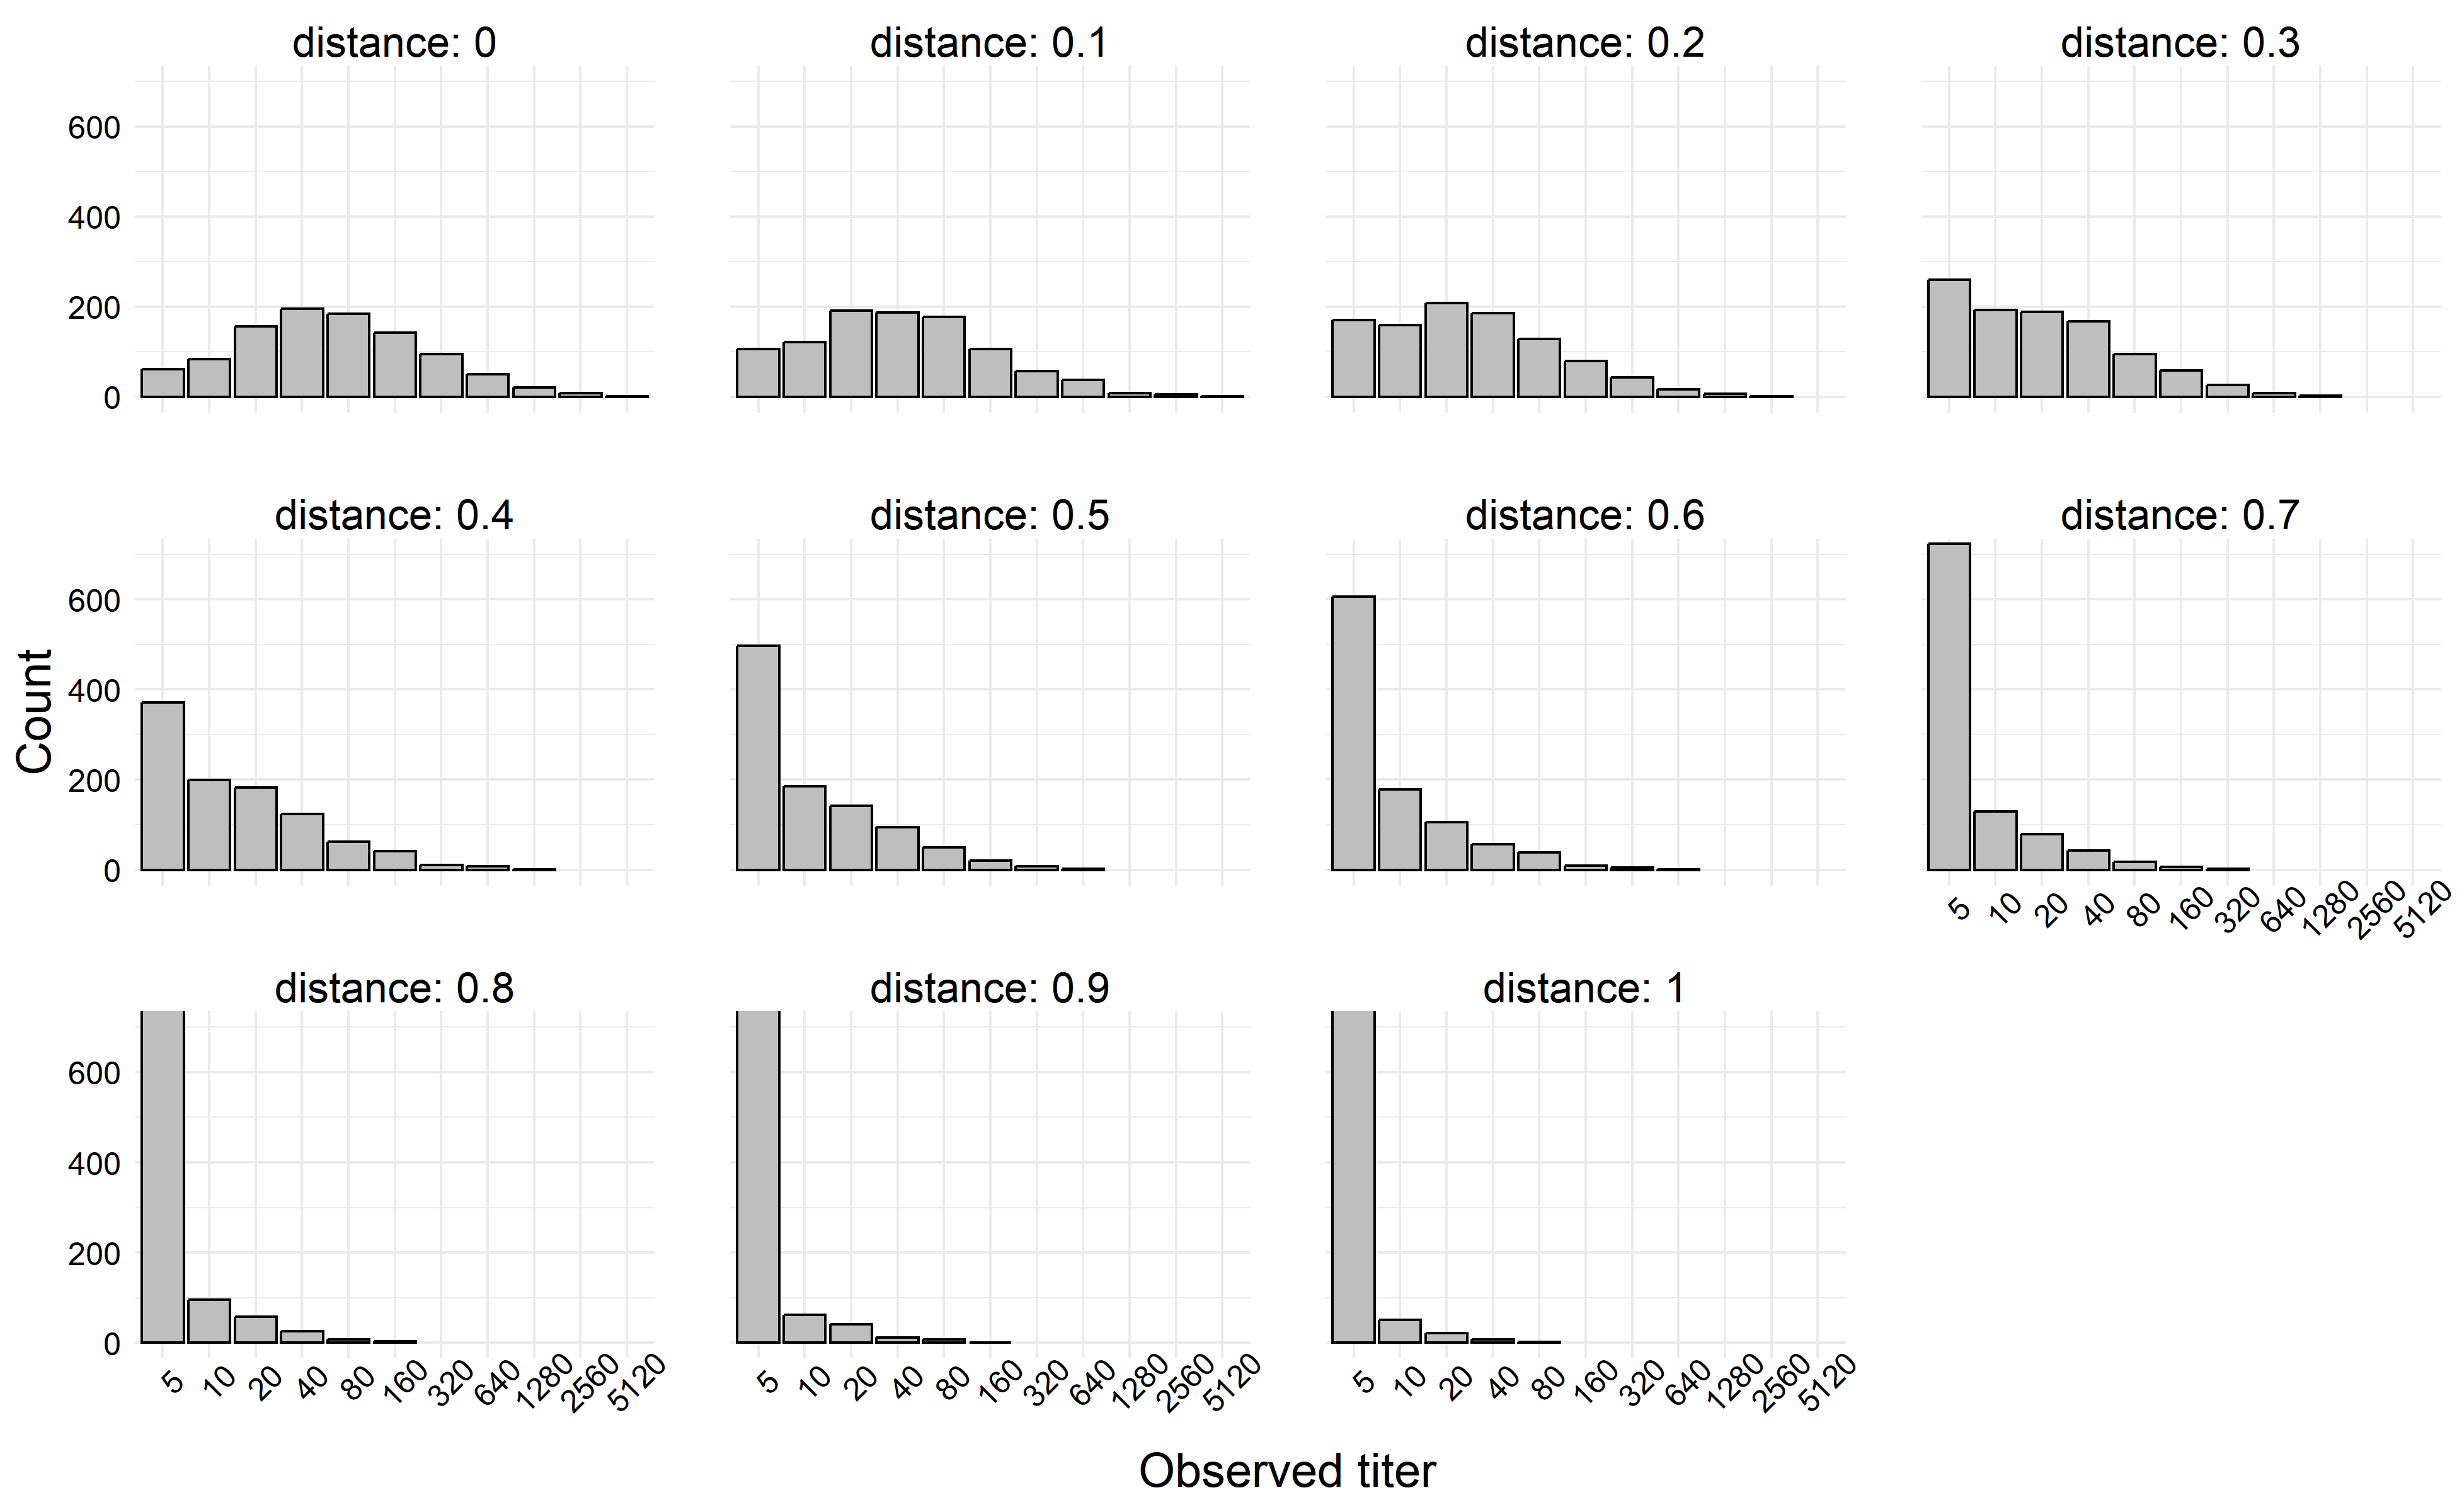 distance: 0
distance: 0.1
distance: 0.2
distance: 0.3
600
400
200
0
distance: 0.4
distance: 0.5
distance: 0.6
distance: 0.7
600
400
200
0
5 10 20 40 80 160 320 640 1280 2560 5120
distance: 0.8
distance: 0.9
distance: 1
600
400
200
0
5 10 20 40 80 160 320 640 1280 2560 5120
5 10 20 40 80 160 320 640 1280 2560 5120
5 10 20 40 80 160 320 640 1280 2560 5120
Count
Observed titer